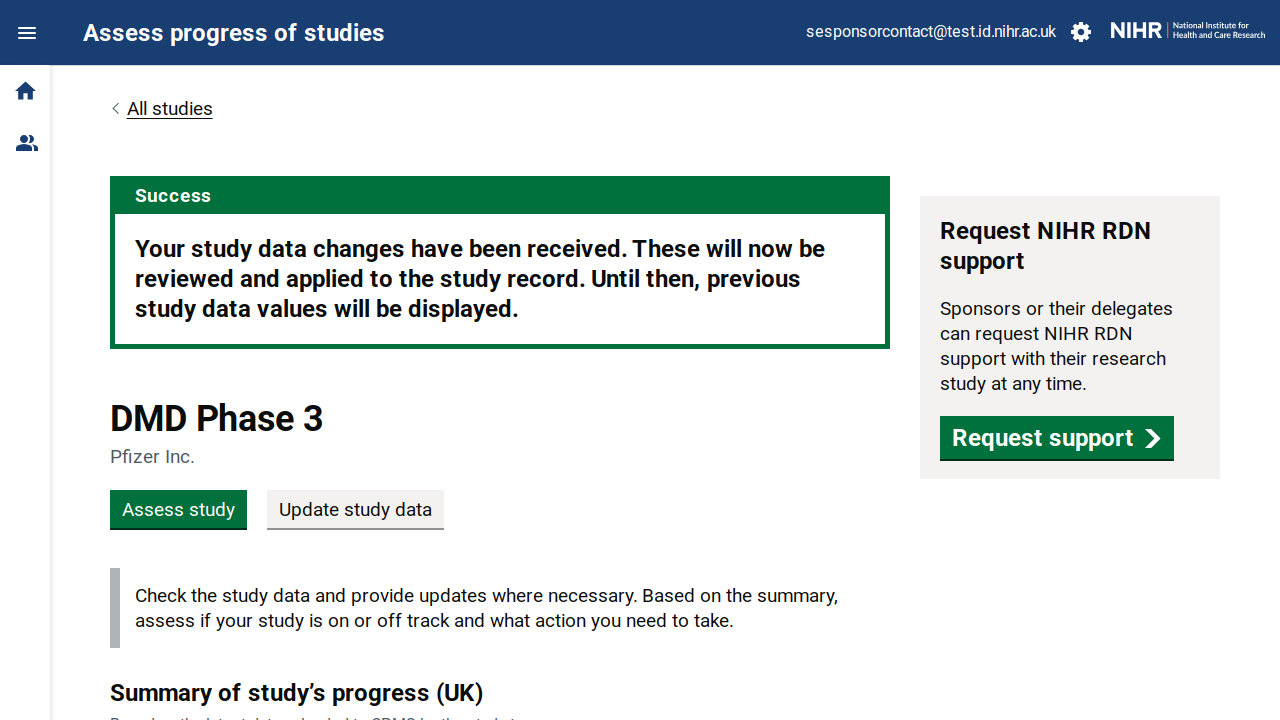 Assess progress of studies
sesponsorcontact@test.id.nihr.ac.uk
NIHR | National Institute for
Health and Care Research
All studies
Success
Your study data changes have been received. These will now be
reviewed and applied to the study record. Until then, previous
study data values will be displayed.
Request NIHR RDN
support
Sponsors or their delegates
can request NIHR RDN
support with their research
study at any time.
Request support
DMD Phase 3
Pfizer Inc.
Assess study
Update study data
Check the study data and provide updates where necessary. Based on the summary,
assess if your study is on or off track and what action you need to take.
Summary of study’s progress (UK)